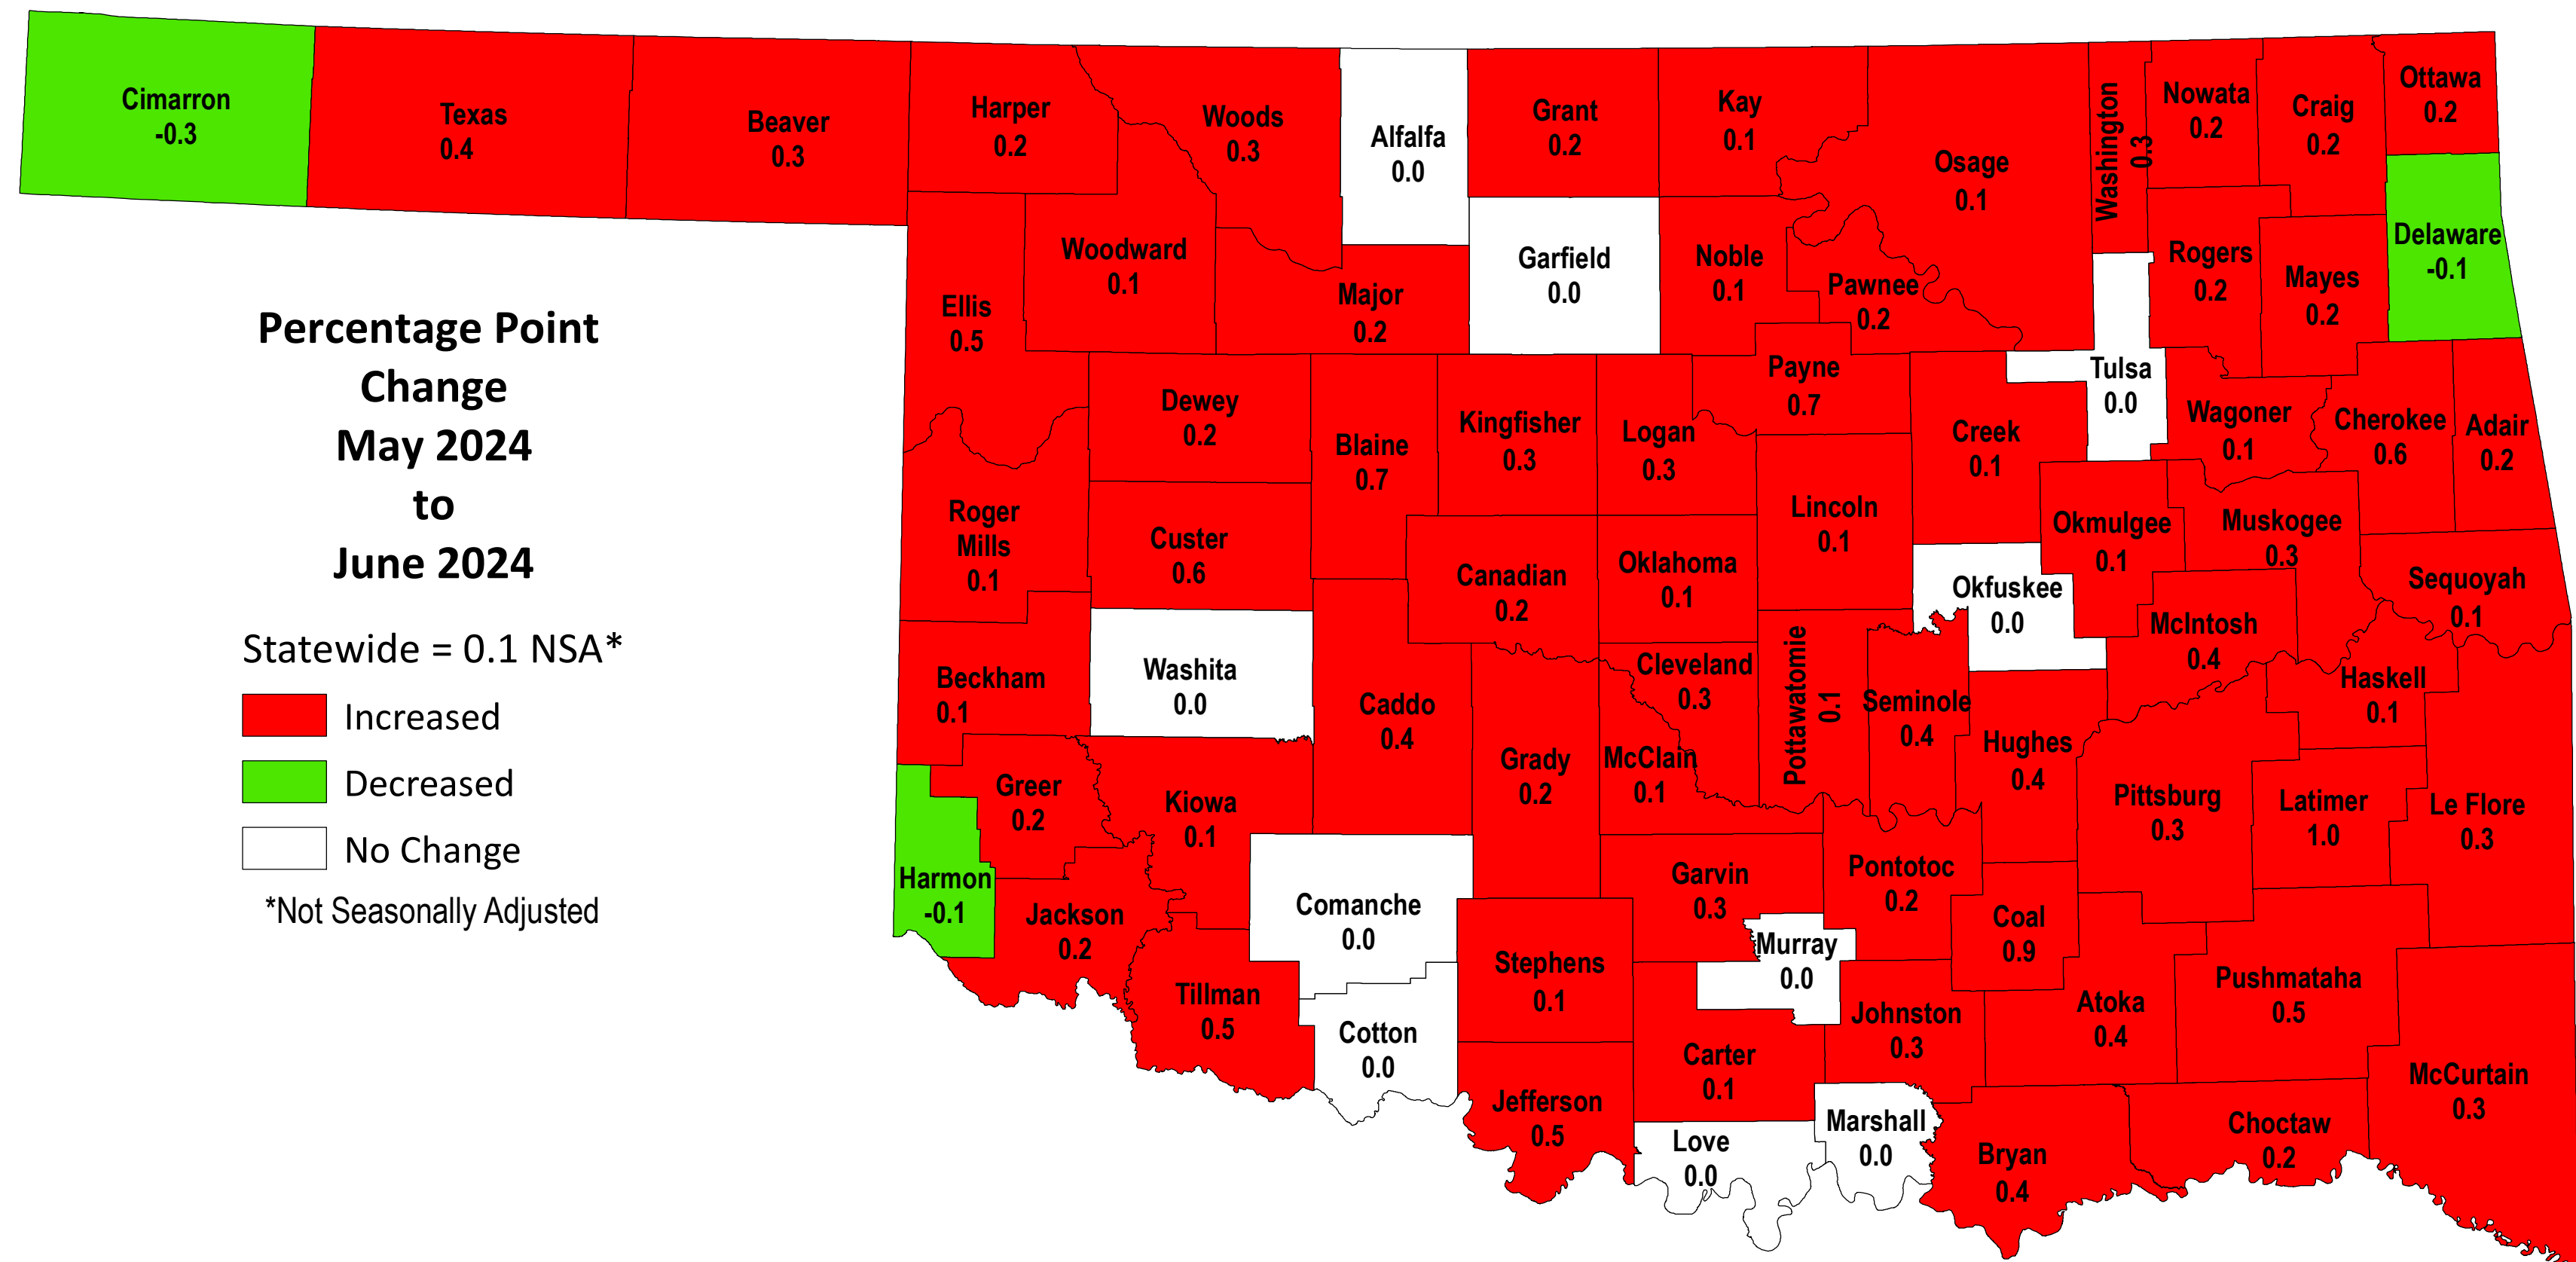 Cimarron
-0.3
Texas
0.4
Beaver
0.3
Harper
0.2
Woods
0.3
Alfalfa
0.0
Grant
0.2
Kay
0.1
Osage
0.1
Washington
0.3
Nowata
0.2
Craig
0.2
Ottawa
0.2
Delaware
-0.1
Ellis
0.5
Woodward
0.1
Major
0.2
Garfield
0.0
Noble
0.1
Pawnee
0.2
Rogers
0.2
Mayes
0.2
Percentage Point
Change
May 2024
to
June 2024
Statewide = 0.1 NSA*
Increased
Decreased
No Change
*Not Seasonally Adjusted
Dewey
0.2
Blaine
0.7
Kingfisher
0.3
Logan
0.3
Payne
0.7
Creek
0.1
Tulsa
0.0
Wagoner
0.1
Cherokee
0.6
Adair
0.2
Roger
Mills
0.1
Custer
0.6
Canadian
0.2
Oklahoma
0.1
Lincoln
0.1
Okmulgee
0.1
Muskogee
0.3
Sequoyah
0.1
Okfuskee
0.0
McIntosh
0.4
Beckham
0.1
Washita
0.0
Caddo
0.4
Grady
0.2
Cleveland
0.3
McClain
0.1
Pottawatomie
0.1
Seminole
0.4
Hughes
0.4
Haskell
0.1
Pittsburg
0.3
Latimer
1.0
Le Flore
0.3
Greer
0.2
Kiowa
0.1
Harmon
-0.1
Jackson
0.2
Comanche
0.0
Garvin
0.3
Pontotoc
0.2
Coal
0.9
Murray
0.0
Stephens
0.1
Tillman
0.5
Cotton
0.0
Carter
0.1
Johnston
0.3
Atoka
0.4
Pushmataha
0.5
McCurtain
0.3
Jefferson
0.5
Love
0.0
Marshall
0.0
Bryan
0.4
Choctaw
0.2